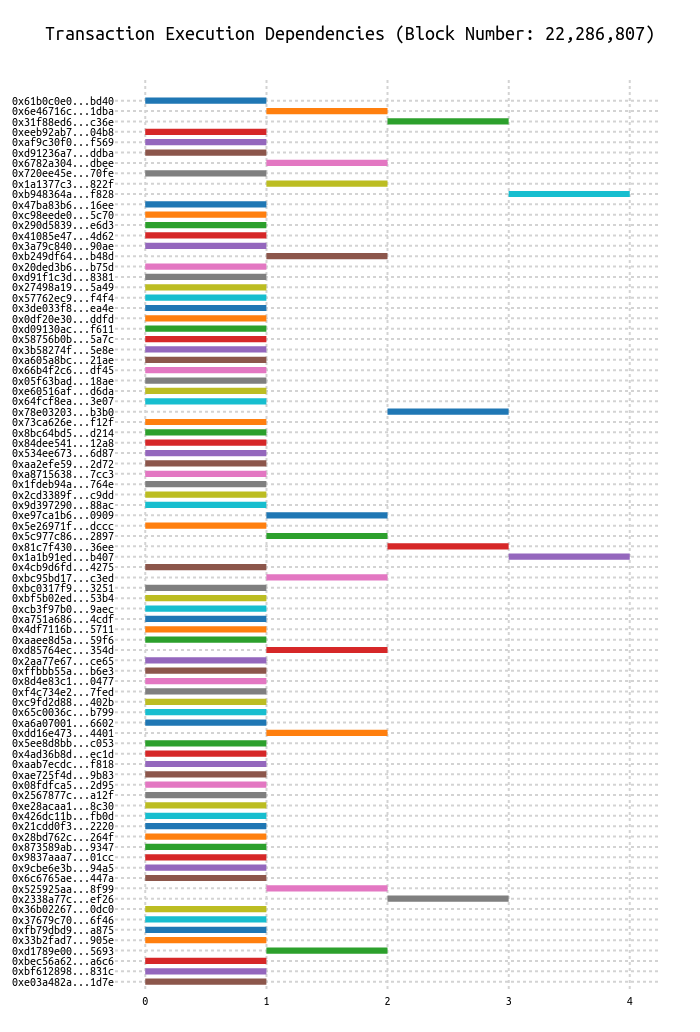 Transaction Execution Dependencies (Block Number: 22,286,807)
0x61b0c0e0...bd40
0x6e46716c...1dba
0x31f88ed6...c36e
0xeeb92ab7...04b8
0xaf9c30f0...f569
0xd91236a7...ddba
0x6782a304...dbee
0x720ee45e...70fe
0x1a1377c3...822f
0xb948364a...f828
0x47ba83b6...16ee
0xc98eede0...5c70
0x290d5839...e6d3
0x41085e47...4d62
0x3a79c840...90ae
0xb249df64...b48d
0x20ded3b6...b75d
0xd91f1c3d...8381
0x27498a19...5a49
0x57762ec9...f4f4
0x3de033f8...ea4e
0x0df20e30...ddfd
0xd09130ac...f611
0x58756b0b...5a7c
0x3b58274f...5e8e
0xa605a8bc...21ae
0x66b4f2c6...df45
0x05f63bad...18ae
0xe60516af...d6da
0x64fcf8ea...3e07
0x78e03203...b3b0
0x73ca626e...f12f
0x8bc64bd5...d214
0x84dee541...12a8
0x534ee673...6d87
0xaa2efe59...2d72
0xa8715638...7cc3
0x1fdeb94a...764e
0x2cd3389f...c9dd
0x9d397290...88ac
0xe97ca1b6...0909
0x5e26971f...dccc
0x5c977c86...2897
0x81c7f430...36ee
0x1a1b91ed...b407
0x4cb9d6fd...4275
0xbc95bd17...c3ed
0xbc0317f9...3251
0xbf5b02ed...53b4
0xcb3f97b0...9aec
0xa751a686...4cdf
0x4df7116b...5711
0xaaee8d5a...59f6
0xd85764ec...354d
0x2aa77e67...ce65
0xffbbb55a...b6e3
0x8d4e83c1...0477
0xf4c734e2...7fed
0xc9fd2d88...402b
0x65c0036c...b799
0xa6a07001...6602
0xdd16e473...4401
0x5ee8d8bb...c053
0x4ad36b8d...ec1d
0xaab7ecdc...f818
0xae725f4d...9b83
0x08fdfca5...2d95
0x2567877c...a12f
0xe28acaa1...8c30
0x426dc11b...fb0d
0x21cdd0f3...2220
0x28bd762c...264f
0x873589ab...9347
0x9837aaa7...01cc
0x9cbe6e3b...94a5
0x6c6765ae...447a
0x525925aa...8f99
0x2338a77c...ef26
0x36b02267...0dc0
0x37679c70...6f46
0xfb79dbd9...a875
0x33b2fad7...905e
0xd1789e00...5693
0xbec56a62...a6c6
0xbf612898...831c
0xe03a482a...1d7e
0 1 2 3 4